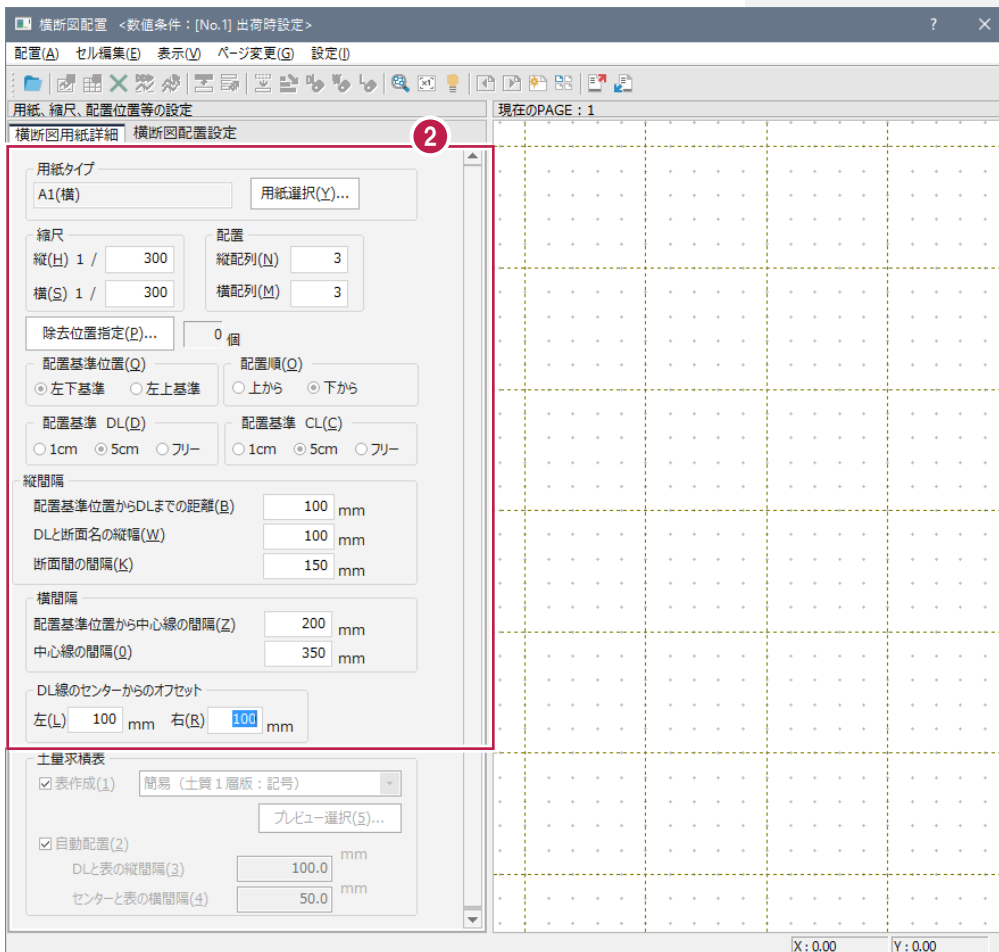 横断図配置 <数値条件：[No.1] 出荷時設定> ? ×
配置(A) セル編集(E) 表示(V) ページ変更(G) 設定(I)
用紙、縮尺、配置位置等の設定 現在のPAGE：1
横断図用紙詳細 横断図配置設定
2
用紙タイプ
A1(横) 用紙選択(Y)...
縮尺 配置
縦(H) 1 / 300 縦配列(N) 3
横(S) 1 / 300 横配列(M) 3
除去位置指定(P)... 0 個
配置基準位置(Q) 配置順(O)
左下基準 左上基準 上から 下から
配置基準 DL(D) 配置基準 CL(C)
1cm 5cm フリー 1cm 5cm フリー
縦間隔
配置基準位置からDLまでの距離(B) 100 mm
DLと断面名の縦幅(W) 100 mm
断面間の間隔(K) 150 mm
横間隔
配置基準位置から中心線の間隔(Z) 200 mm
中心線の間隔(0) 350 mm
DL線のセンターからのオフセット
左(L) 100 mm 右(R) 100 mm
土量求積表
表作成(1) 簡易（土質１層版：記号）
プレビュー選択(5)...
自動配置(2)
DLと表の縦間隔(3) 100.0 mm
センターと表の横間隔(4) 50.0 mm
X : 0.00 Y : 0.00